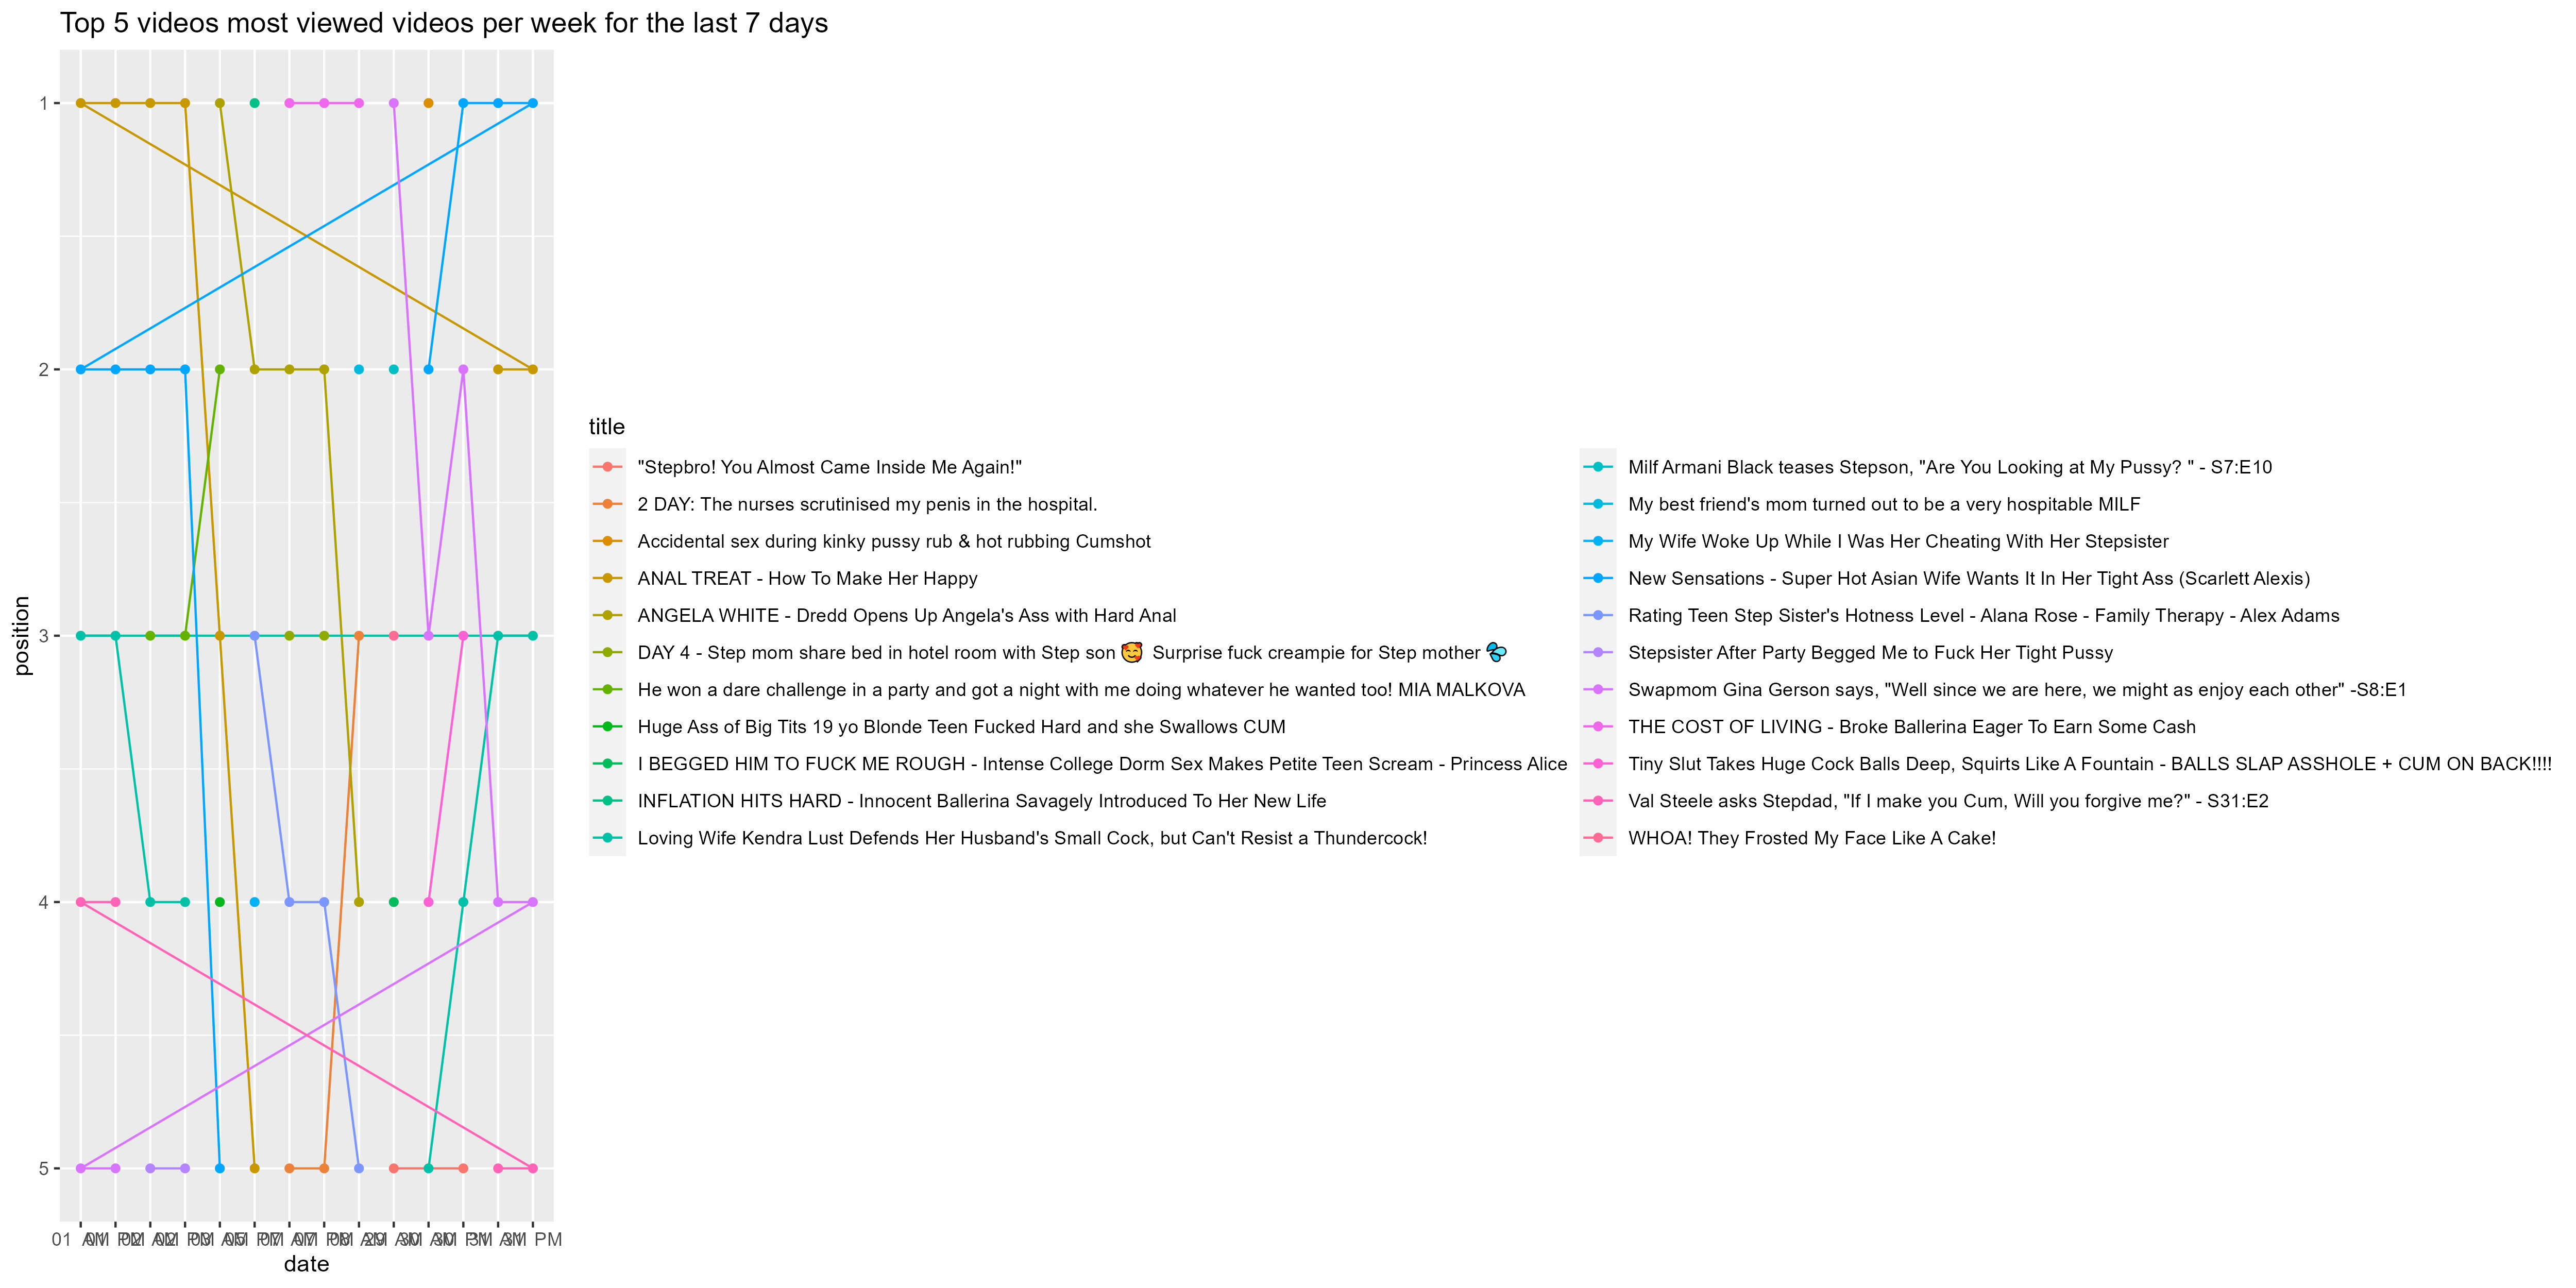 Top 5 videos most viewed videos per week for the last 7 days
1
2
3
4
5
position
date
title
"Stepbro! You Almost Came Inside Me Again!"
2 DAY: The nurses scrutinised my penis in the hospital.
Accidental sex during kinky pussy rub & hot rubbing Cumshot
ANAL TREAT - How To Make Her Happy
ANGELA WHITE - Dredd Opens Up Angela's Ass with Hard Anal
DAY 4 - Step mom share bed in hotel room with Step son 🥰 Surprise fuck creampie for Step mother 💦
He won a dare challenge in a party and got a night with me doing whatever he wanted too! MIA MALKOVA
Huge Ass of Big Tits 19 yo Blonde Teen Fucked Hard and she Swallows CUM
I BEGGED HIM TO FUCK ME ROUGH - Intense College Dorm Sex Makes Petite Teen Scream - Princess Alice
INFLATION HITS HARD - Innocent Ballerina Savagely Introduced To Her New Life
Loving Wife Kendra Lust Defends Her Husband's Small Cock, but Can't Resist a Thundercock!
Milf Armani Black teases Stepson, "Are You Looking at My Pussy? " - S7:E10
My best friend's mom turned out to be a very hospitable MILF
My Wife Woke Up While I Was Her Cheating With Her Stepsister
New Sensations - Super Hot Asian Wife Wants It In Her Tight Ass (Scarlett Alexis)
Rating Teen Step Sister's Hotness Level - Alana Rose - Family Therapy - Alex Adams
Stepsister After Party Begged Me to Fuck Her Tight Pussy
Swapmom Gina Gerson says, "Well since we are here, we might as enjoy each other" -S8:E1
THE COST OF LIVING - Broke Ballerina Eager To Earn Some Cash
Tiny Slut Takes Huge Cock Balls Deep, Squirts Like A Fountain - BALLS SLAP ASSHOLE + CUM ON BACK!!!!
Val Steele asks Stepdad, "If I make you Cum, Will you forgive me?" - S31:E2
WHOA! They Frosted My Face Like A Cake!